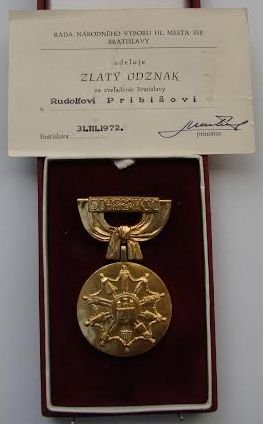 RADA NÁRODNÉHO VÝBORU HL. MESTA SSR
BRATISLAVY
udeľuje
ZLATÝ ODZNAK
za zveľadenie Bratislavy
s. Rudolfovi Pribišovi
Bratislava 31.III.1972.
primátor